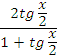 2tg x/2
1 + tg x/2